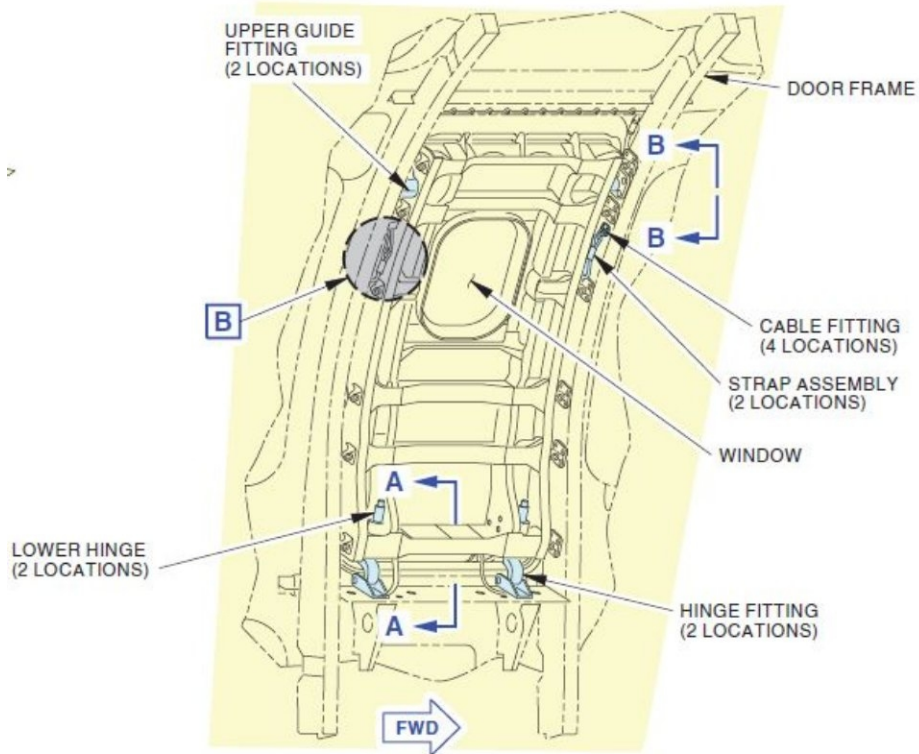 UPPER GUIDE
FITTING
(2 LOCATIONS)
DOOR FRAME
B
B
B
CABLE FITTING
(4 LOCATIONS)
STRAP ASSEMBLY
(2 LOCATIONS)
WINDOW
A
LOWER HINGE
(2 LOCATIONS)
HINGE FITTING
(2 LOCATIONS)
A
FWD